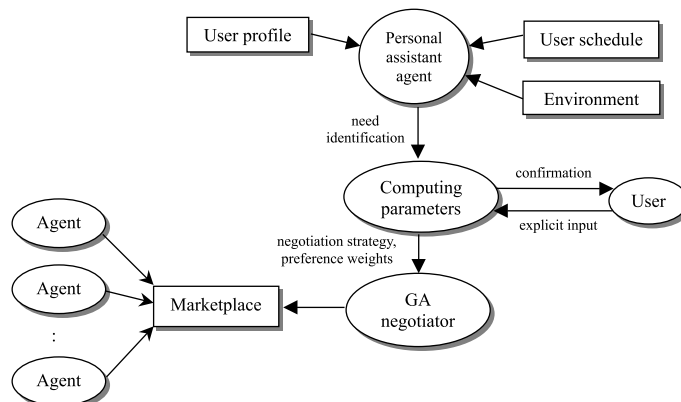 User profile
Personal
assistant
agent
User schedule
Environment
need
identification
Computing
parameters
confirmation
User
explicit input
negotiation strategy,
preference weights
Agent
Agent
:
Agent
Marketplace
GA
negotiator